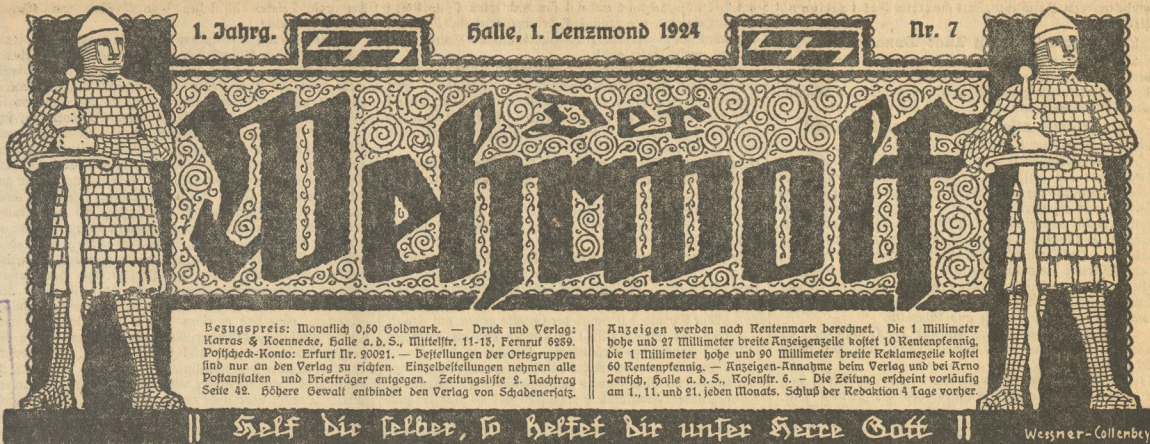 1. Jahrg.
Halle, 1. Lenzmond 1924
Nr. 7
Der
Wehrwolf
Bezugspreis: Monatlich 0,60 Goldmark. — Druck und Verlag:
Karras & Koennecke, Halle a. d. S., Mittelstr. 11-13, Fernruf 6259.
Postscheck-Konto: Erfurt Nr. 20021. — Bestellungen der Ortsgruppen
sind nur an den Verlag zu richten. Einzelbestellungen nehmen alle
Postanstalten und Briefträger entgegen. Zeitungsliste 2. Nachtrag
Seite 42. Höhere Gewalt entbindet den Verlag von Schadenersatz.
Anzeigen werden nach Rentenmark berechnet. Die 1 Millimeter
hohe und 27 Millimeter breite Anzeigenzeile kostet 10 Rentenpfennig,
die 1 Millimeter hohe und 90 Millimeter breite Reklamezeile kostet
60 Rentenpfennig. — Anzeigen-Annahme beim Verlag und bei Arno
Jentsch, Halle a. d. S., Rosenstr. 6. — Die Zeitung erscheint vorläufig
am 1., 11. und 21. jeden Monats. Schluß der Redaktion 4 Tage vorher.
Helf dir selber, so helfet dir unser Herre Gott
Wessner-Collenbey